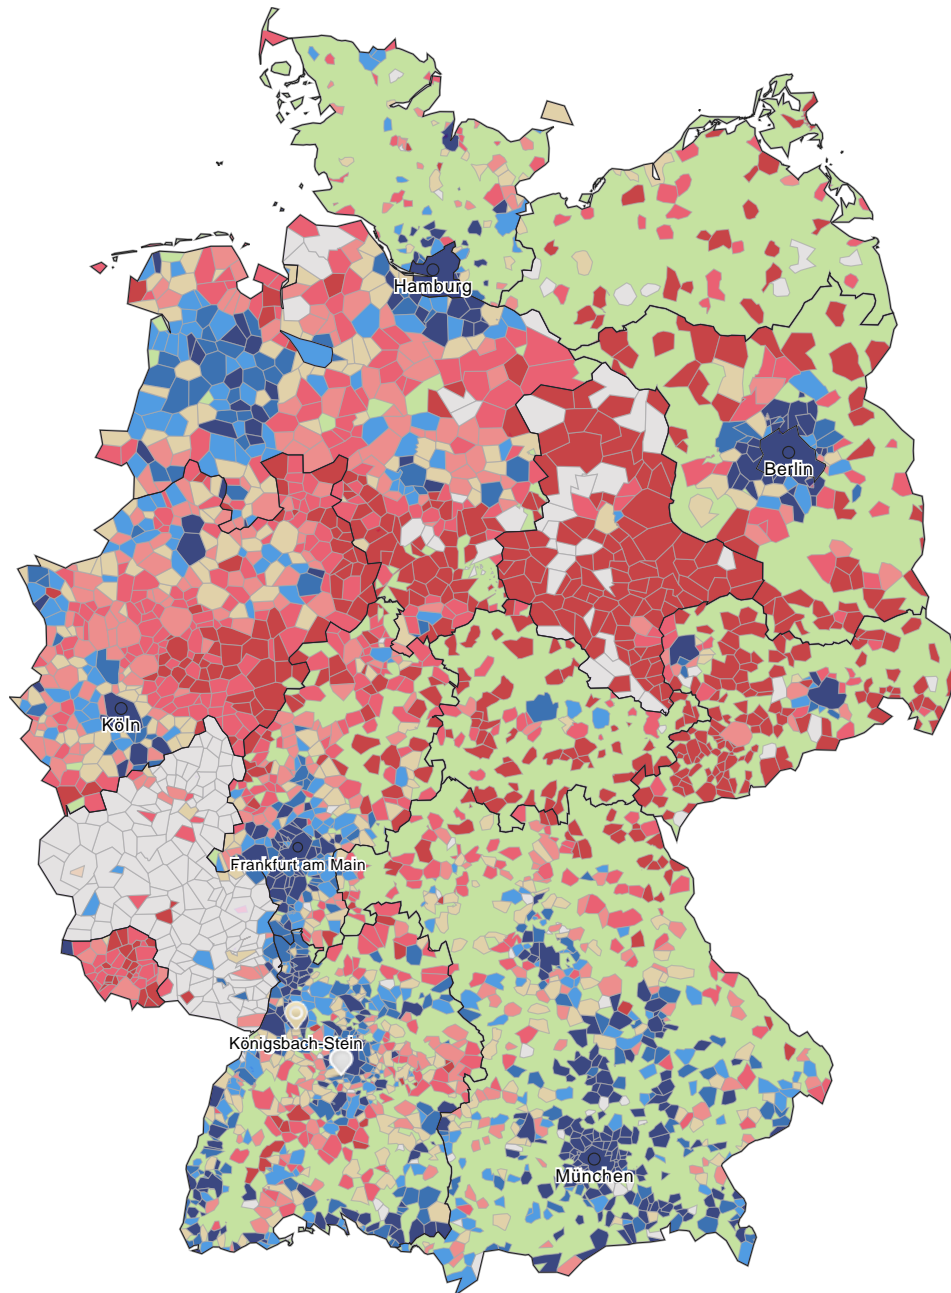 Hamburg
Berlin
Köln
Frankfurt am Main
Königsbach-Stein
München